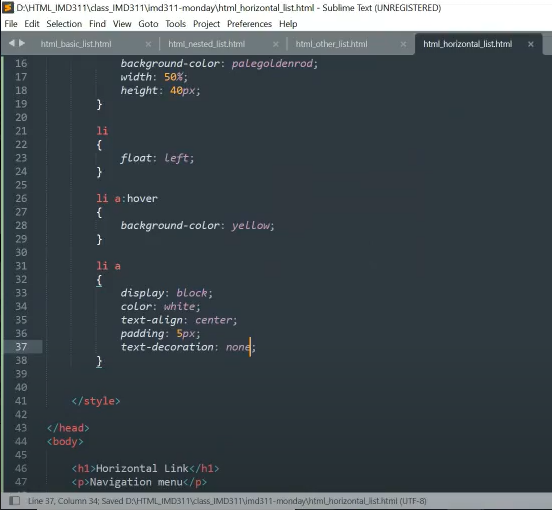 D:\HTML_IMD311\class_IMD311\imd311-monday\html_horizontal_list.html - Sublime Text (UNREGISTERED)
File Edit Selection Find View Goto Tools Project Preferences Help
html_basic_list.html × html_nested_list.html × html_other_list.html × html_horizontal_list.html ×
16 background-color: palegoldenrod;
17 width: 50%;
18 height: 40px;
19 }
20
21 li
22 {
23 float: left;
24 }
25
26 li a:hover
27 {
28 background-color: yellow;
29 }
30
31 li a
32 {
33 display: block;
34 color: white;
35 text-align: center;
36 padding: 5px;
37 text-decoration: none;
38 }
39
40
41 </style>
42
43 </head>
44 <body>
45
46 <h1>Horizontal Link</h1>
47 <p>Navigation menu</p>
Line 37, Column 34; Saved D:\HTML_IMD311\class_IMD311\imd311-monday\html_horizontal_list.html (UTF-8)